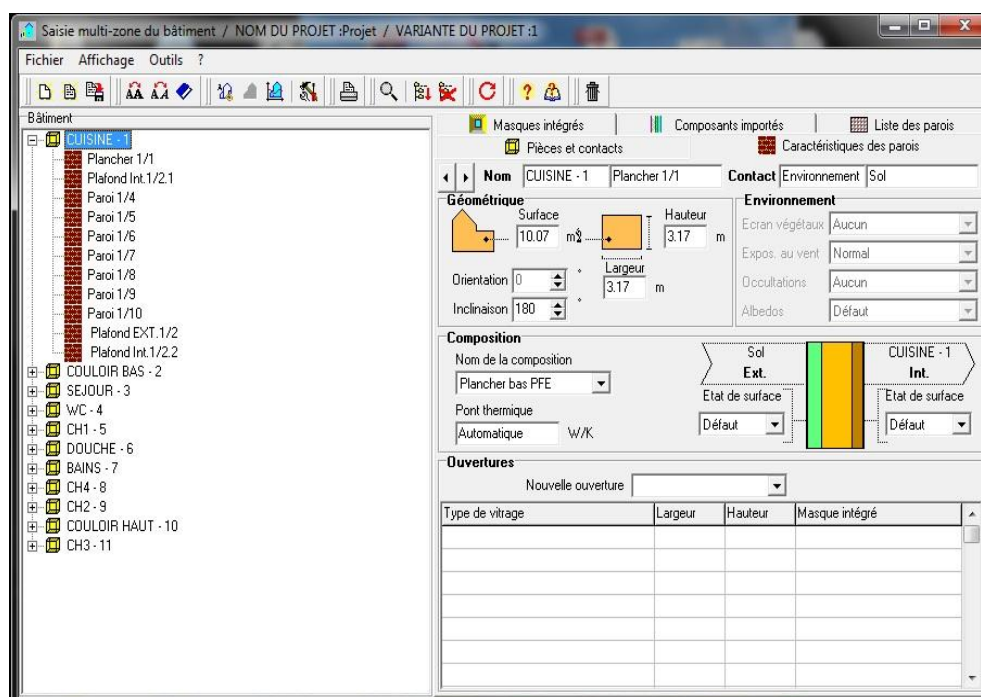 Saisie multi-zone du bâtiment / NOM DU PROJET :Projet / VARIANTE DU PROJET :1
Fichier Affichage Outils ?
Bâtiment
CUISINE - 1
Plancher 1/1
Plafond Int.1/2.1
Paroi 1/4
Paroi 1/5
Paroi 1/6
Paroi 1/7
Paroi 1/8
Paroi 1/9
Paroi 1/10
Plafond EXT.1/2
Plafond Int.1/2.2
COULOIR BAS - 2
SEJOUR - 3
WC - 4
CH1 - 5
DOUCHE - 6
BAINS - 7
CH4 - 8
CH2 - 9
COULOIR HAUT - 10
CH3 - 11
Masques intégrés Composants importés Liste des parois
Pièces et contacts Caractéristiques des parois
Nom CUISINE - 1 Plancher 1/1 Contact Environnement Sol
Géométrique
Surface Hauteur
10.07 m² 3.17 m
Largeur
Orientation 0 ° 3.17 m
Inclinaison 180 °
Environnement
Ecran végétaux Aucun
Expos. au vent Normal
Occultations Aucun
Albedos Défaut
Composition
Nom de la composition
Plancher bas PFE
Pont thermique
Automatique W/K
Sol CUISINE - 1
Ext. Int.
Etat de surface Etat de surface
Défaut Défaut
Ouvertures
Nouvelle ouverture
Type de vitrage Largeur Hauteur Masque intégré